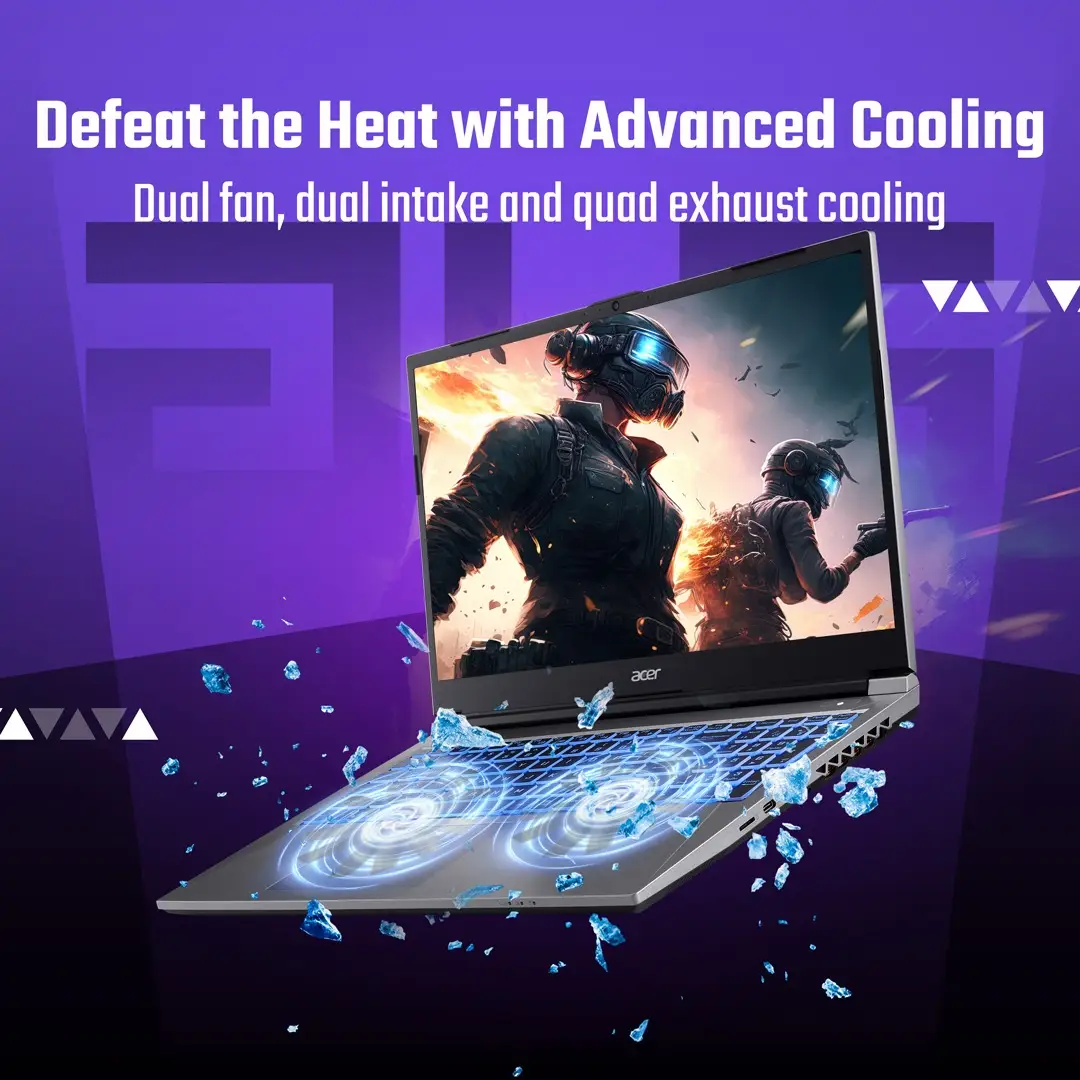 Defeat the Heat with Advanced Cooling
Dual fan, dual intake and quad exhaust cooling
acer